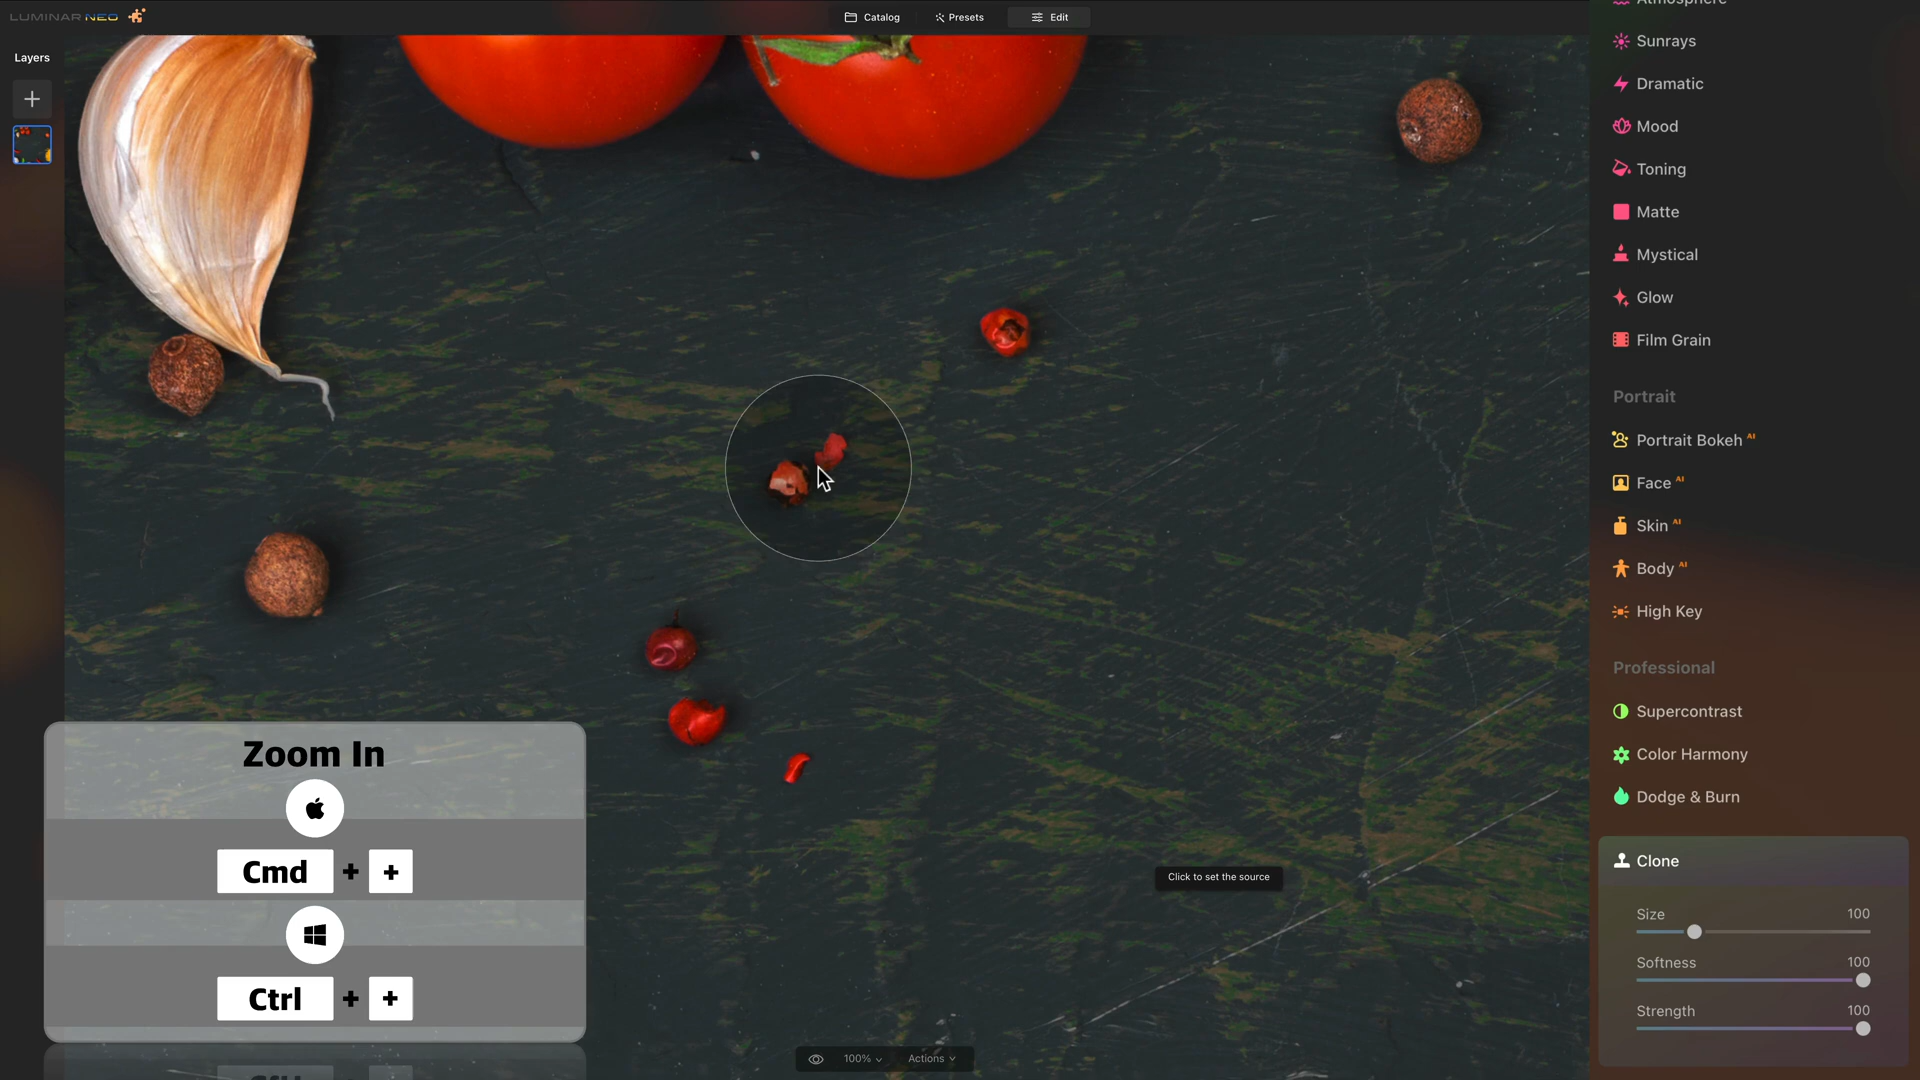 LUMINAR NEO
Catalog
Presets
Edit
Layers
Atmosphere
Sunrays
Dramatic
Mood
Toning
Matte
Mystical
Glow
Film Grain
Portrait
Portrait Bokeh AI
Face AI
Skin AI
Body AI
High Key
Professional
Supercontrast
Color Harmony
Dodge & Burn
Clone
Size 100
Softness 100
Strength 100
Click to set the source
Zoom In
Cmd + +
Ctrl + +
100%
Actions